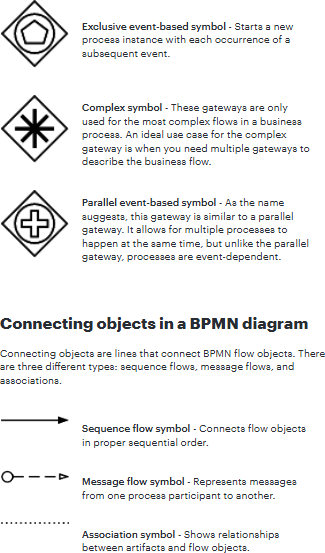 Exclusive event-based symbol - Starts a new
process instance with each occurrence of a
subsequent event.
Complex symbol - These gateways are only
used for the most complex flows in a business
process. An ideal use case for the complex
gateway is when you need multiple gateways to
describe the business flow.
Parallel event-based symbol - As the name
suggests, this gateway is similar to a parallel
gateway. It allows for multiple processes to
happen at the same time, but unlike the parallel
gateway, processes are event-dependent.
Connecting objects in a BPMN diagram
Connecting objects are lines that connect BPMN flow objects. There
are three different types: sequence flows, message flows, and
associations.
Sequence flow symbol - Connects flow objects
in proper sequential order.
Message flow symbol - Represents messages
from one process participant to another.
Association symbol - Shows relationships
between artifacts and flow objects.